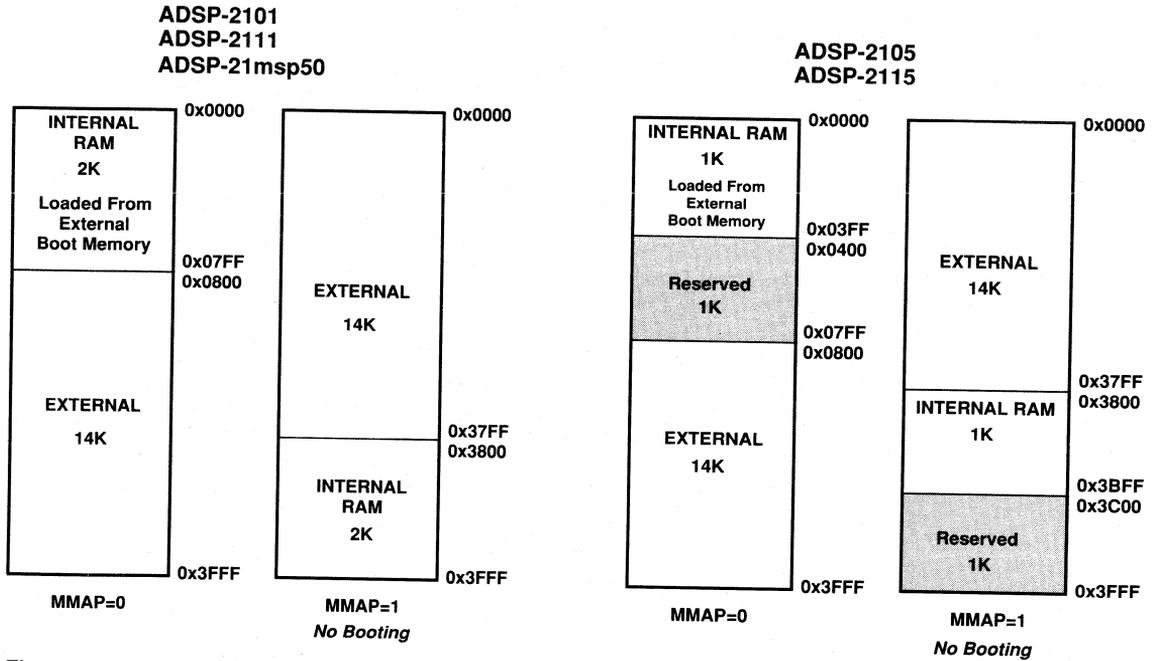 ADSP-2101
ADSP-2111
ADSP-21msp50
INTERNAL
RAM
2K
Loaded From
External
Boot Memory
0x0000
0x07FF
0x0800
EXTERNAL
14K
0x3FFF
MMAP=0
0x0000
EXTERNAL
14K
0x37FF
0x3800
INTERNAL
RAM
2K
0x3FFF
MMAP=1
No Booting
ADSP-2105
ADSP-2115
INTERNAL RAM
1K
Loaded From
External
Boot Memory
0x0000
0x03FF
0x0400
Reserved
1K
0x07FF
0x0800
EXTERNAL
14K
0x3FFF
MMAP=0
0x0000
EXTERNAL
14K
0x37FF
0x3800
INTERNAL RAM
1K
0x3BFF
0x3C00
Reserved
1K
0x3FFF
MMAP=1
No Booting